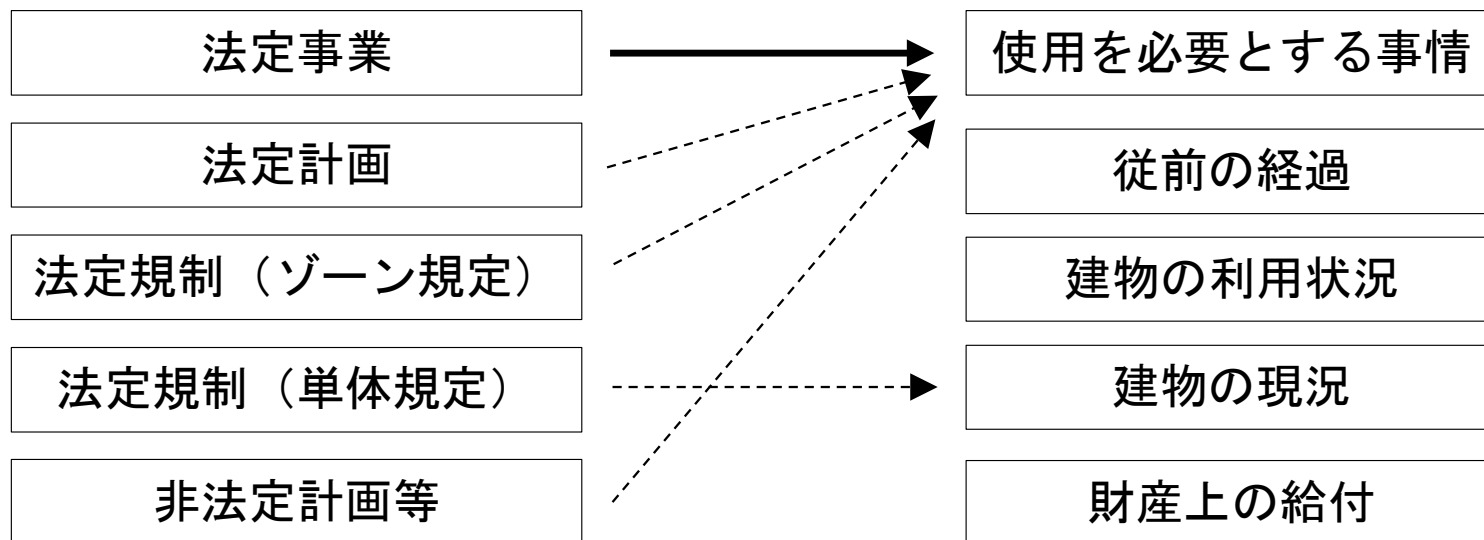 法定事業
法定計画
法定規制（ゾーン規定）
法定規制（単体規定）
非法定計画等
使用を必要とする事情
従前の経過
建物の利用状況
建物の現況
財産上の給付